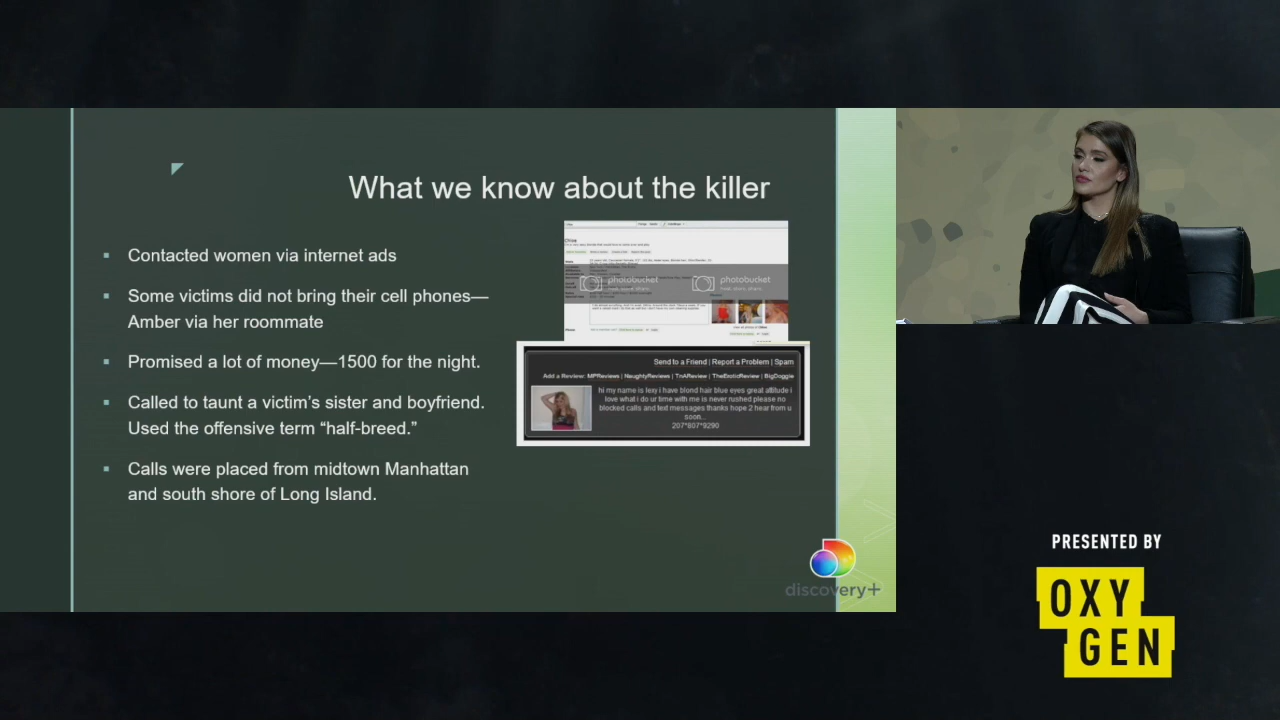 What we know about the killer
Contacted women via internet ads
Some victims did not bring their cell phones—
Amber via her roommate
Promised a lot of money—1500 for the night.
Called to taunt a victim's sister and boyfriend.
Used the offensive term “half-breed.”
Calls were placed from midtown Manhattan
and south shore of Long Island.
photobucket
photobucket
Send to a Friend | Report a Problem | Spam
Add a Review: MPReviews | NaughtyReviews | TnAReview | TheEroticReview | BigDoggie
hi my name is lexy i have blond hair blue eyes great attitude i
love what i do ur time with me is never rushed please no
blocked calls and text messages thanks hope 2 hear from u
soon...
207*807*9290
discovery+
PRESENTED BY
OXY
GEN